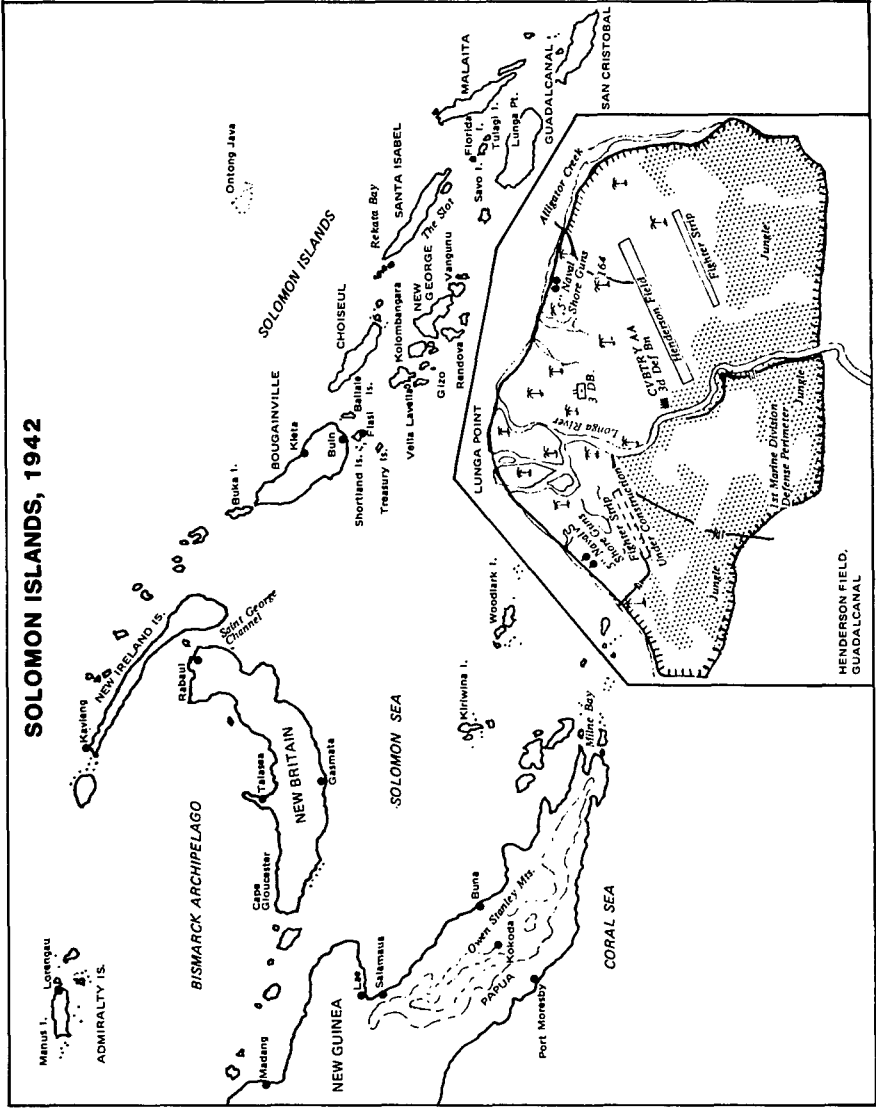 SOLOMON ISLANDS, 1942
Manus I.
Lorengau
ADMIRALTY IS.
Kavieng
NEW IRELAND IS.
BISMARCK ARCHIPELAGO
Rabaul
Saint George
Channel
Talasea
Cape
Gloucester
NEW BRITAIN
Gasmata
Madang
NEW GUINEA
Lae
Salamaua
SOLOMON SEA
Buna
Owen Stanley Mts.
Kokoda
PAPUA
Port Moresby
CORAL SEA
Kiriwina I.
Woodlark I.
Milne Bay
Buka I.
BOUGAINVILLE
Kieta
Buin
Ballale
Shortland Is.
Treasury Is.
SOLOMON ISLANDS
Ontong Java
CHOISEUL
Vella Lavella
Is.
Kolombangara
Gizo
NEW
GEORGE
Vangunu
Rendova
Rekata Bay
SANTA ISABEL
The Slot
Savo I.
Florida
I.
Tulagi I.
Lunga Pt.
MALAITA
GUADALCANAL
SAN CRISTOBAL
LUNGA POINT
Alligator Creek
5" Naval
Shore Guns
164
Henderson Field
Fighter Strip
CVBTRY AA
3d Def Bn
3 DB.
Lunga River
5" Naval
Shore Guns
Fighter Strip
Under Construction
Jungle
Jungle
Jungle
1st Marine Division
Defense Perimeter
HENDERSON FIELD,
GUADALCANAL